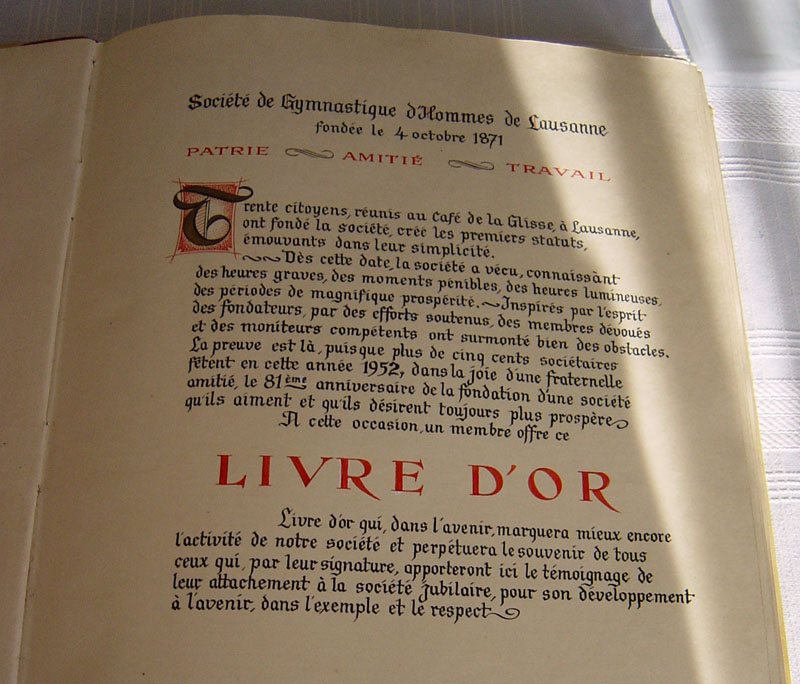 Société de Gymnastique d'Hommes de Lausanne
fondée le 4 octobre 1871
PATRIE AMITIÉ TRAVAIL
Trente citoyens, réunis au Café de la Glisse, à Lausanne,
ont fondé la société, créé les premiers statuts,
émouvants dans leur simplicité.
Dès cette date, la société a vécu, connaissant
des heures graves, des moments pénibles, des heures lumineuses,
des périodes de magnifique prospérité. Inspirés par l'esprit
des fondateurs, par des efforts soutenus, des membres dévoués
et des moniteurs compétents ont surmonté bien des obstacles.
La preuve est là, puisque plus de cinq cents sociétaires
fêtent en cette année 1952, dans la joie d'une fraternelle
amitié, le 81ème anniversaire de la fondation d'une société
qu'ils aiment et qu'ils désirent toujours plus prospère
A cette occasion, un membre offre ce
LIVRE D'OR
Livre d'or qui, dans l'avenir, marquera mieux encore
l'activité de notre société et perpétuera le souvenir de tous
ceux qui, par leur signature, apporteront ici le témoignage de
leur attachement à la société jubilaire, pour son développement
à l'avenir, dans l'exemple et le respect